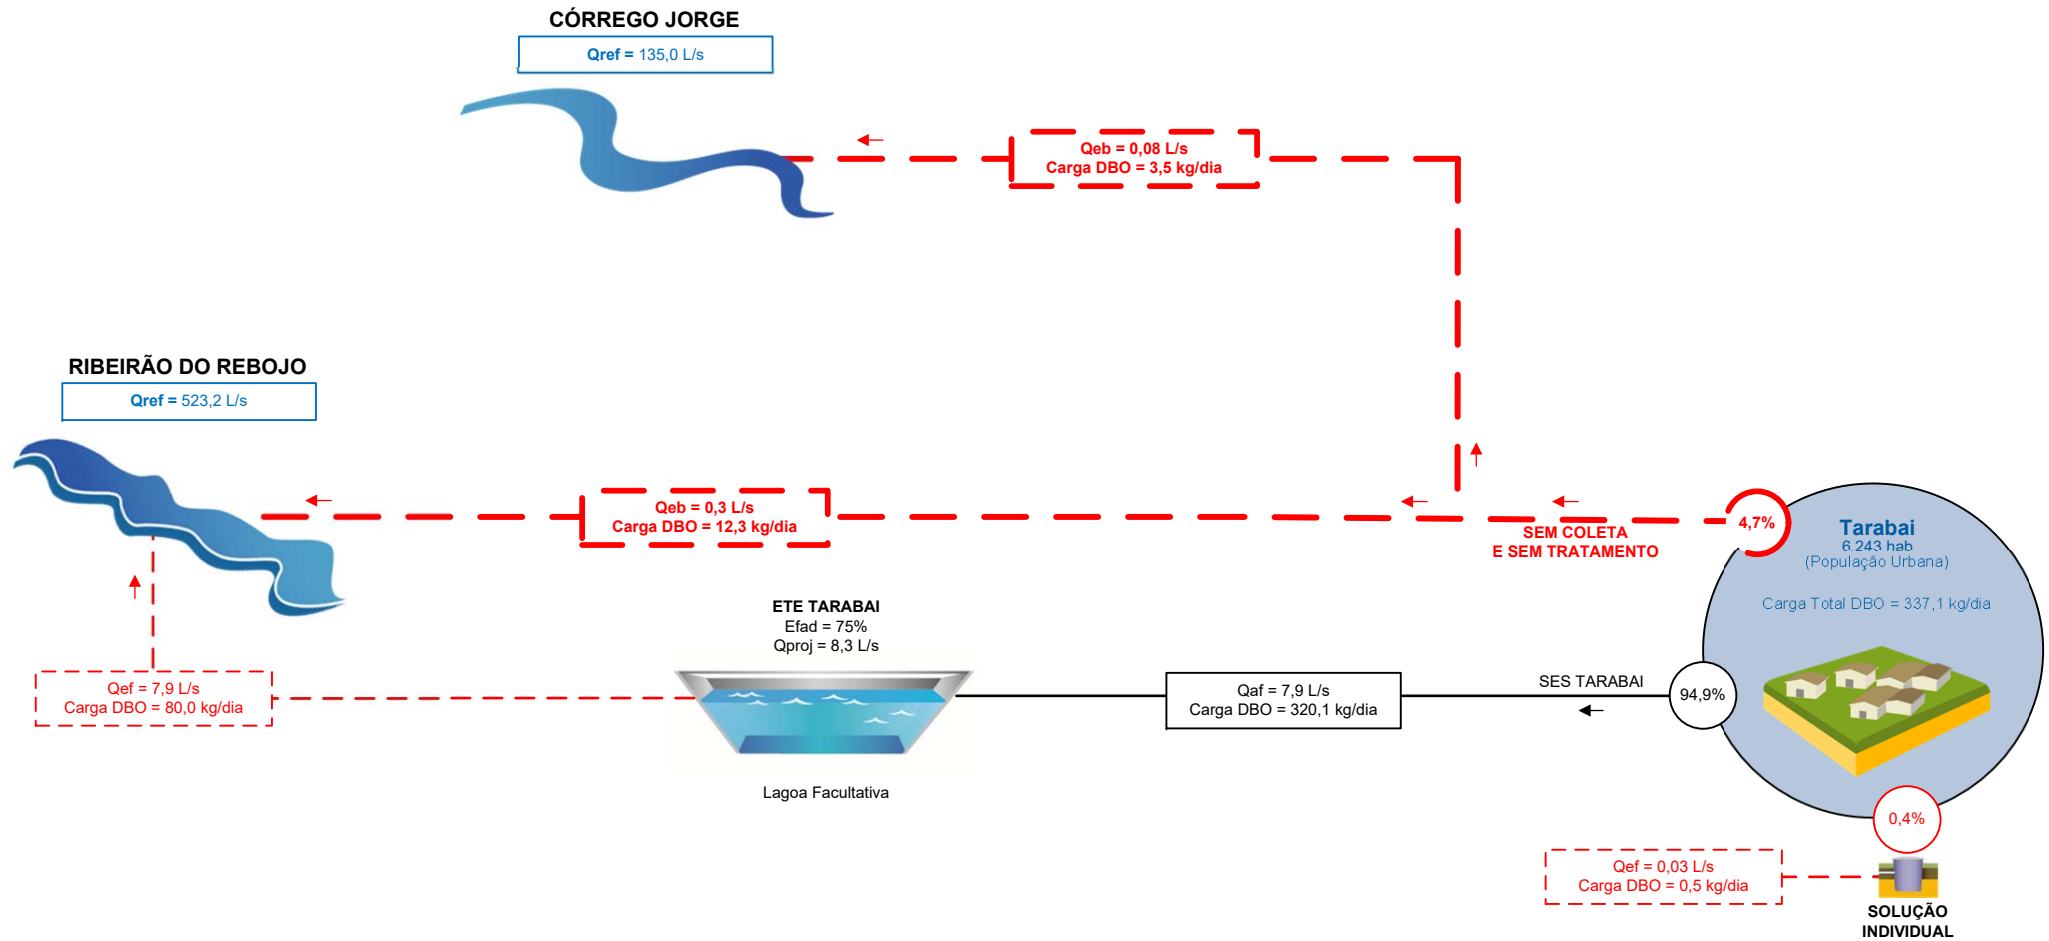 CÓRREGO JORGE
Qref = 135,0 L/s
Qeb = 0,08 L/s
Carga DBO = 3,5 kg/dia
RIBEIRÃO DO REBOJO
Qref = 523,2 L/s
Qeb = 0,3 L/s
Carga DBO = 12,3 kg/dia
SEM COLETA
E SEM TRATAMENTO
4,7%
Tarabai
6.243 hab
(População Urbana)
Carga Total DBO = 337,1 kg/dia
ETE TARABAI
Efad = 75%
Qproj = 8,3 L/s
Qef = 7,9 L/s
Carga DBO = 80,0 kg/dia
Qaf = 7,9 L/s
Carga DBO = 320,1 kg/dia
SES TARABAI
94,9%
Lagoa Facultativa
0,4%
Qef = 0,03 L/s
Carga DBO = 0,5 kg/dia
SOLUÇÃO
INDIVIDUAL